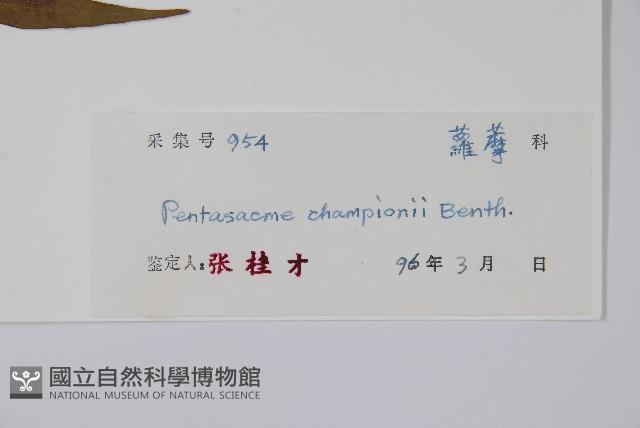 采集号 954 蘿藦 科
Pentasacme championii Benth.
鉴定人: 张桂才 96年3月 日
國立自然科學博物館
NATIONAL MUSEUM OF NATURAL SCIENCE